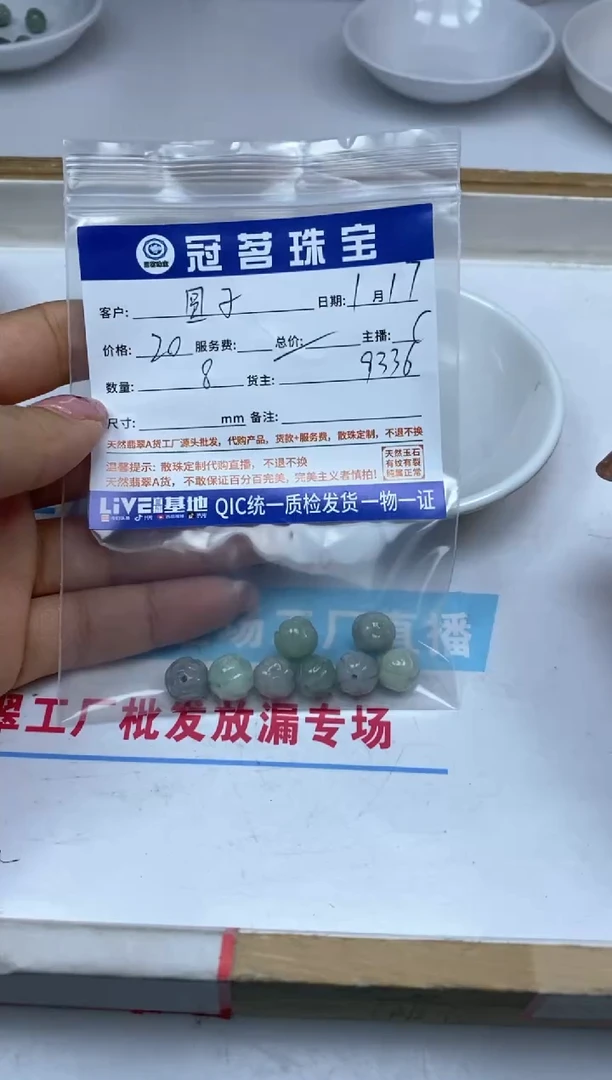 冠茗珠宝
客户: 圆子 日期: 1月17
价格: 20 服务费: 总价: 主播:
数量: 8 货主: 9336
尺寸: mm 备注:
天然翡翠A货工厂源头批发，代购产品，货款+服务费，散珠定制，不退不换
温馨提示: 散珠定制代购直播，不退不换
天然翡翠A货，不敢保证百分百完美，完美主义者慎拍!
天然玉石
有纹有裂
纯属正常
LIVE直播基地 QIC统一质检发货一物一证
工厂直播
翠工厂批发放漏专场